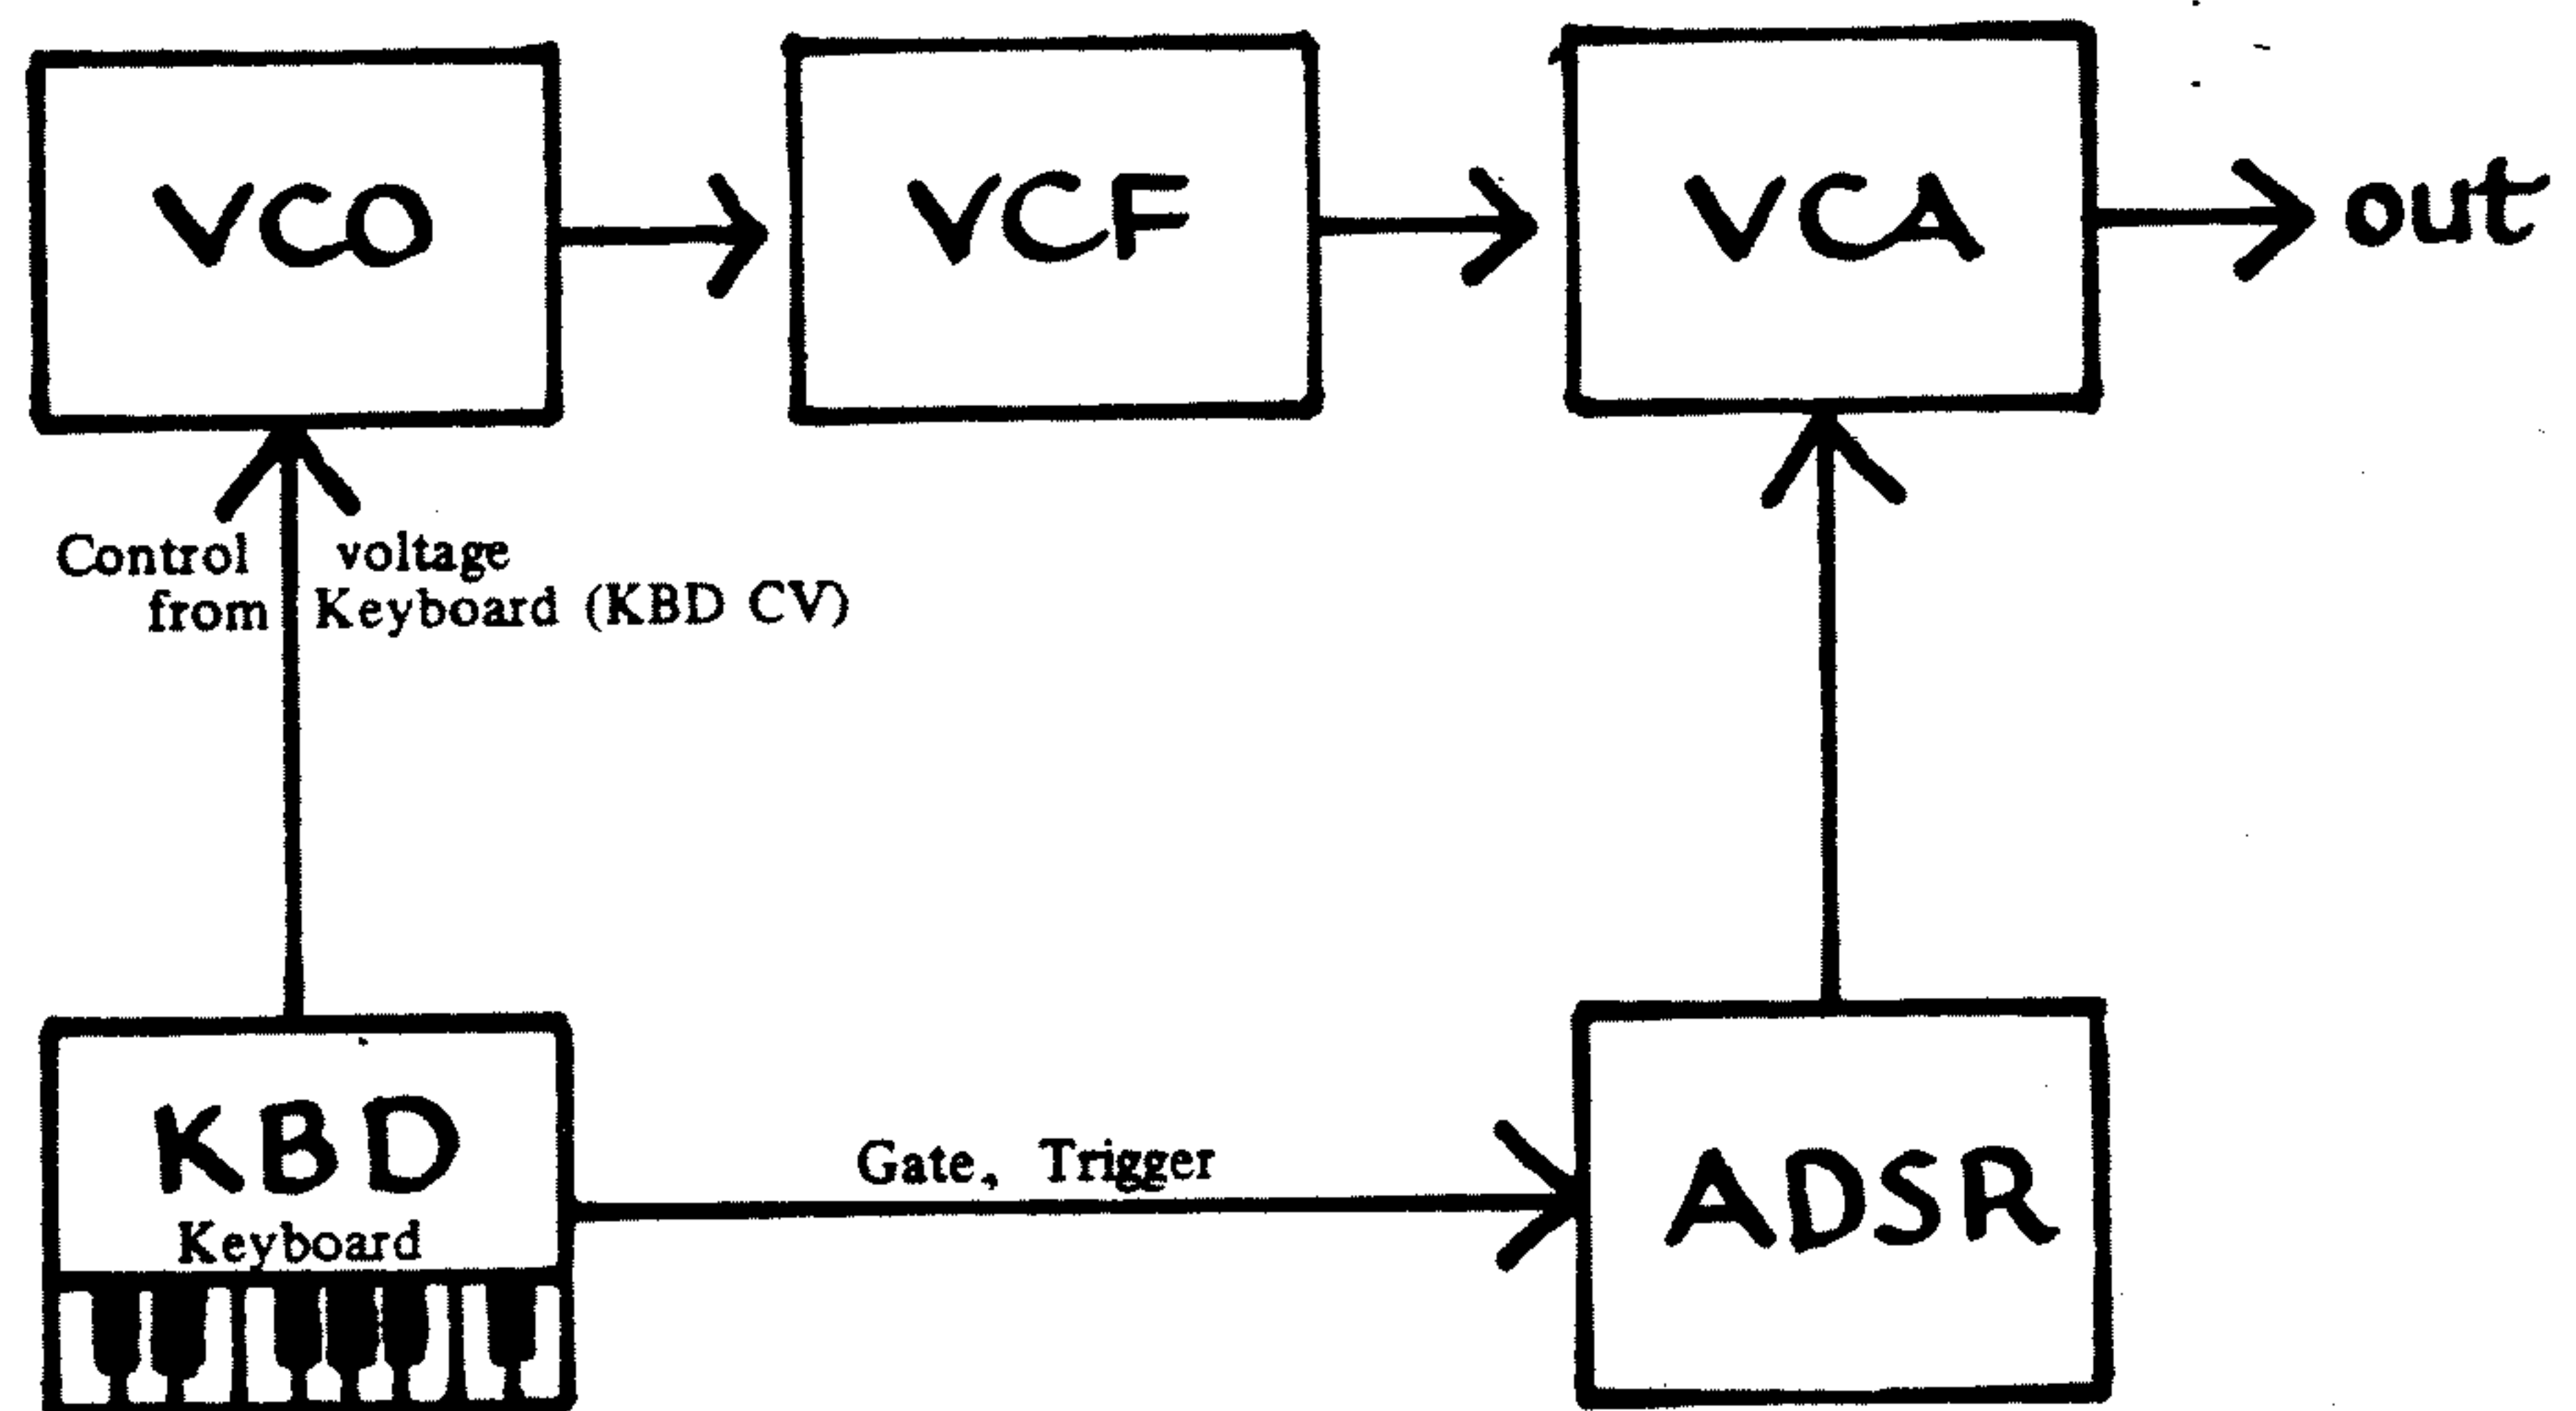 VCO
VCF
VCA
out
Control voltage
from Keyboard (KBD CV)
KBD
Keyboard
Gate, Trigger
ADSR